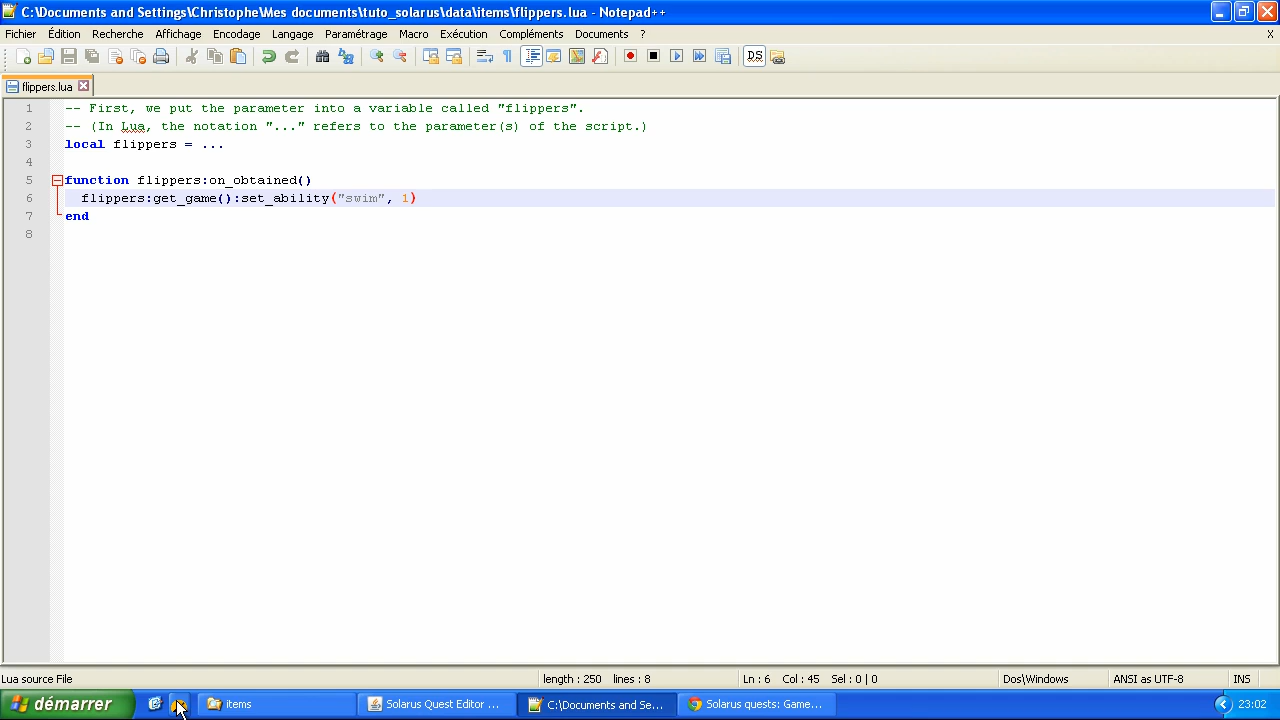 C:\Documents and Settings\Christophe\Mes documents\tuto_solarus\data\items\flippers.lua - Notepad++
Fichier Édition Recherche Affichage Encodage Langage Paramétrage Macro Exécution Compléments Documents ? X
flippers.lua
1 -- First, we put the parameter into a variable called "flippers".
2 -- (In Lua, the notation "..." refers to the parameter(s) of the script.)
3 local flippers = ...
4
5 function flippers:on_obtained()
6 flippers:get_game():set_ability("swim", 1)
7 end
8
Lua source File length : 250 lines : 8 Ln : 6 Col : 45 Sel : 0 | 0 Dos\Windows ANSI as UTF-8 INS
démarrer items Solarus Quest Editor ... C:\Documents and Se... Solarus quests: Game... 23:02